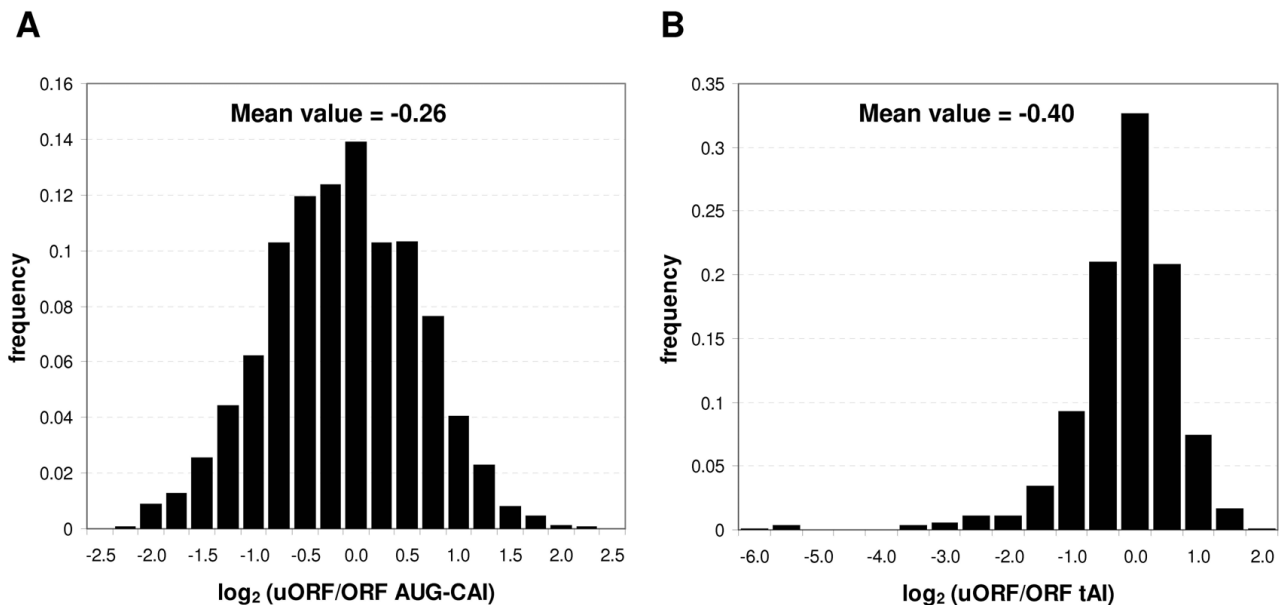 A
Mean value = -0.26
frequency
0.16
0.14
0.12
0.1
0.08
0.06
0.04
0.02
0
-2.5 -2.0 -1.5 -1.0 -0.5 0.0 0.5 1.0 1.5 2.0 2.5
log₂ (uORF/ORF AUG-CAI)
B
Mean value = -0.40
frequency
0.35
0.3
0.25
0.2
0.15
0.1
0.05
0
-6.0 -5.0 -4.0 -3.0 -2.0 -1.0 0.0 1.0 2.0
log₂ (uORF/ORF tAI)